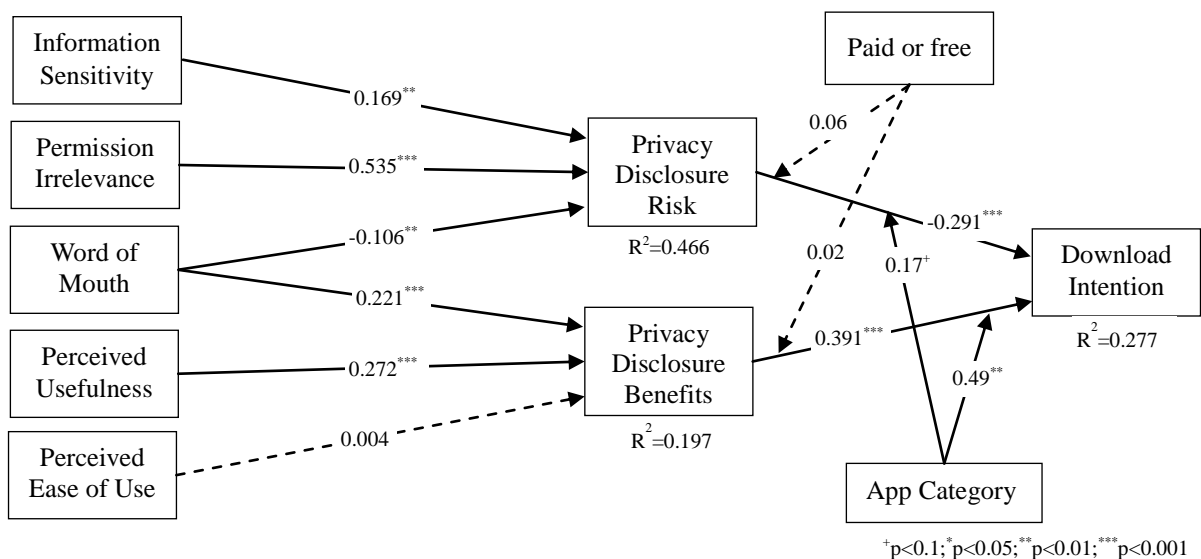 Information
Sensitivity
Permission
Irrelevance
Word of
Mouth
Perceived
Usefulness
Perceived
Ease of Use
0.169**
0.535***
-0.106**
0.221***
0.272***
0.004
Privacy
Disclosure
Risk
R²=0.466
Privacy
Disclosure
Benefits
R²=0.197
Paid or free
0.06
0.02
-0.291***
0.17⁺
0.391***
0.49**
Download
Intention
R²=0.277
App Category
⁺p<0.1;*p<0.05;**p<0.01;***p<0.001